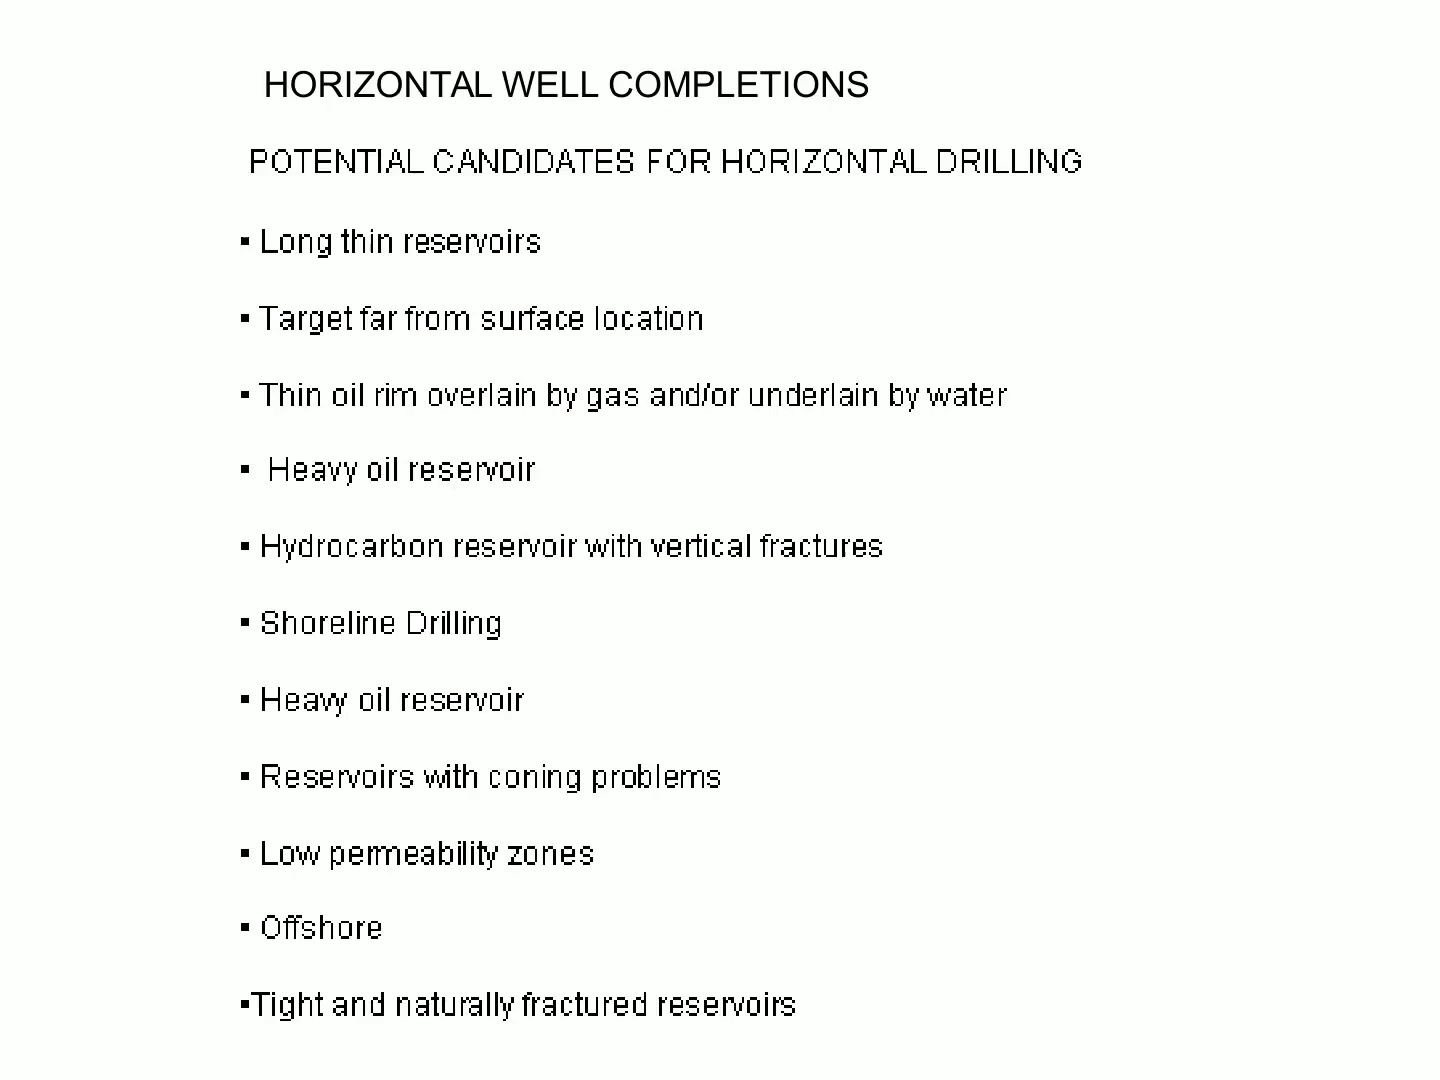 HORIZONTAL WELL COMPLETIONS
POTENTIAL CANDIDATES FOR HORIZONTAL DRILLING
▪ Long thin reservoirs
▪ Target far from surface location
▪ Thin oil rim overlain by gas and/or underlain by water
▪ Heavy oil reservoir
▪ Hydrocarbon reservoir with vertical fractures
▪ Shoreline Drilling
▪ Heavy oil reservoir
▪ Reservoirs with coning problems
▪ Low permeability zones
▪ Offshore
▪Tight and naturally fractured reservoirs